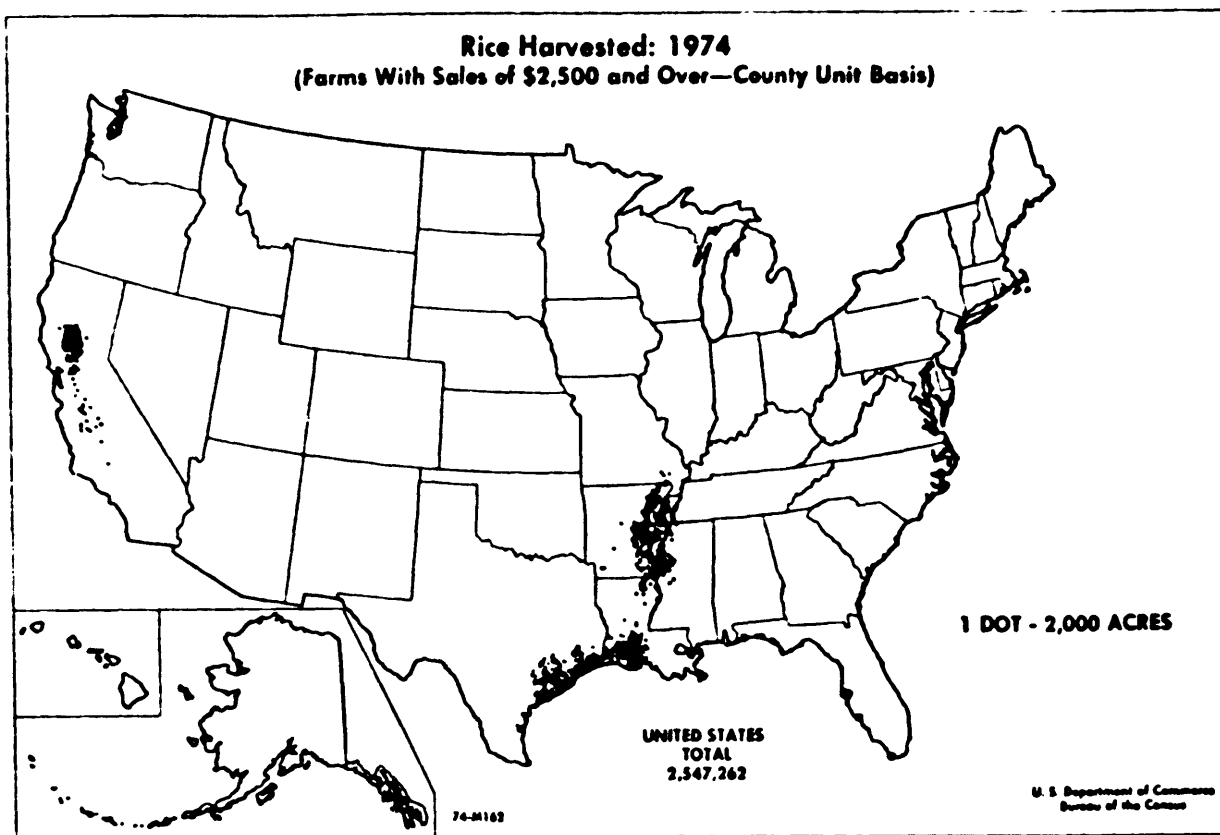 Rice Harvested: 1974
(Farms With Sales of $2,500 and Over—County Unit Basis)
1 DOT - 2,000 ACRES
UNITED STATES
TOTAL
2,547,262
74-M162
U. S. Department of Commerce
Bureau of the Census